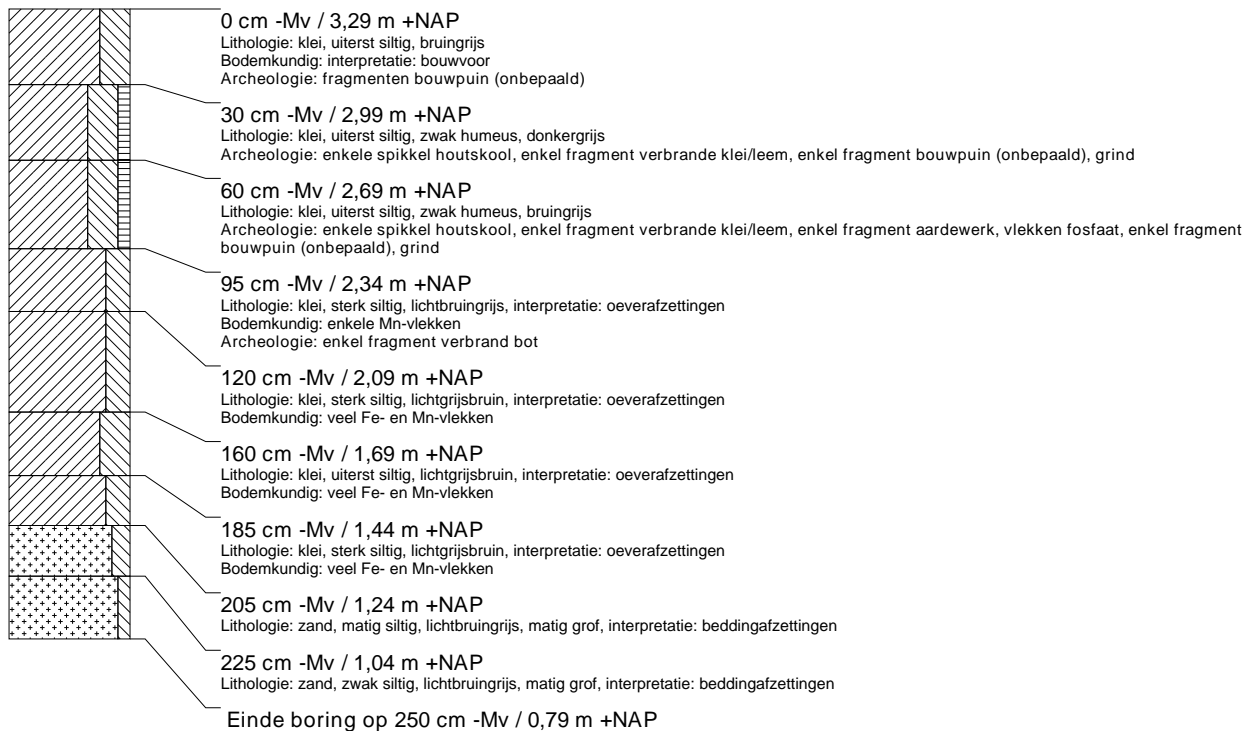 0 cm -Mv / 3,29 m +NAP
Lithologie: klei, uiterst siltig, bruingrijs
Bodemkundig: interpretatie: bouwvoor
Archeologie: fragmenten bouwpuin (onbepaald)
30 cm -Mv / 2,99 m +NAP
Lithologie: klei, uiterst siltig, zwak humeus, donkergrijs
Archeologie: enkele spikkel houtskool, enkel fragment verbrande klei/leem, enkel fragment bouwpuin (onbepaald), grind
60 cm -Mv / 2,69 m +NAP
Lithologie: klei, uiterst siltig, zwak humeus, bruingrijs
Archeologie: enkele spikkel houtskool, enkel fragment verbrande klei/leem, enkel fragment aardewerk, vlekken fosfaat, enkel fragment
bouwpuin (onbepaald), grind
95 cm -Mv / 2,34 m +NAP
Lithologie: klei, sterk siltig, lichtbruingrijs, interpretatie: oeverafzettingen
Bodemkundig: enkele Mn-vlekken
Archeologie: enkel fragment verbrand bot
120 cm -Mv / 2,09 m +NAP
Lithologie: klei, sterk siltig, lichtgrijsbruin, interpretatie: oeverafzettingen
Bodemkundig: veel Fe- en Mn-vlekken
160 cm -Mv / 1,69 m +NAP
Lithologie: klei, uiterst siltig, lichtgrijsbruin, interpretatie: oeverafzettingen
Bodemkundig: veel Fe- en Mn-vlekken
185 cm -Mv / 1,44 m +NAP
Lithologie: klei, sterk siltig, lichtgrijsbruin, interpretatie: oeverafzettingen
Bodemkundig: veel Fe- en Mn-vlekken
205 cm -Mv / 1,24 m +NAP
Lithologie: zand, matig siltig, lichtbruingrijs, matig grof, interpretatie: beddingafzettingen
225 cm -Mv / 1,04 m +NAP
Lithologie: zand, zwak siltig, lichtbruingrijs, matig grof, interpretatie: beddingafzettingen
Einde boring op 250 cm -Mv / 0,79 m +NAP